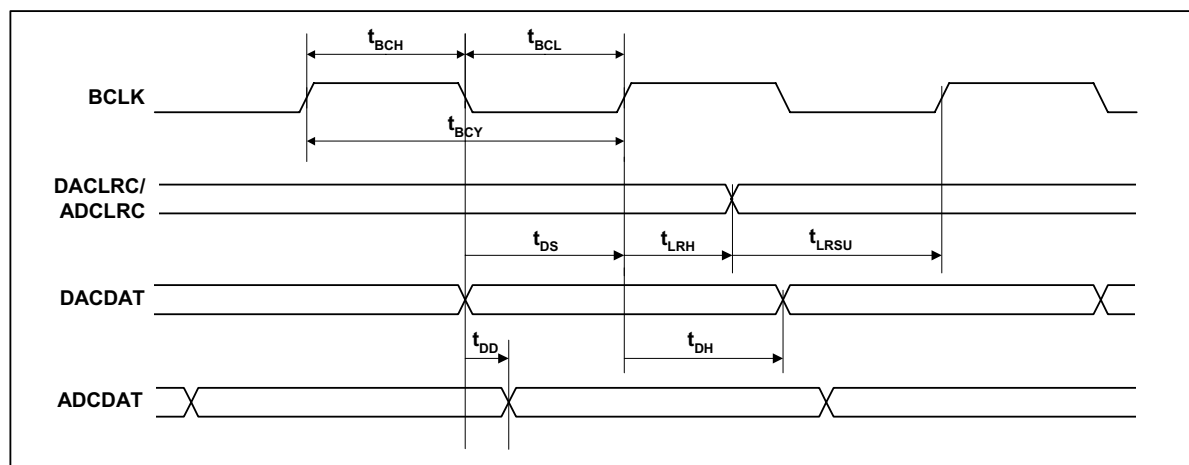 tBCH
tBCL
BCLK
tBCY
DACLRC/
ADCLRC
tDS
tLRH
tLRSU
DACDAT
tDD
tDH
ADCDAT